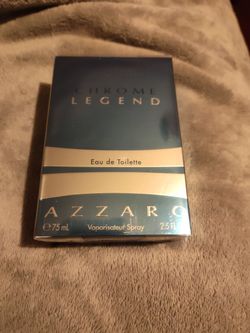 CHROME
LEGEND
Eau de Toilette
AZZARO
℮ 75 mL Vaporisateur Spray 2.5 FL